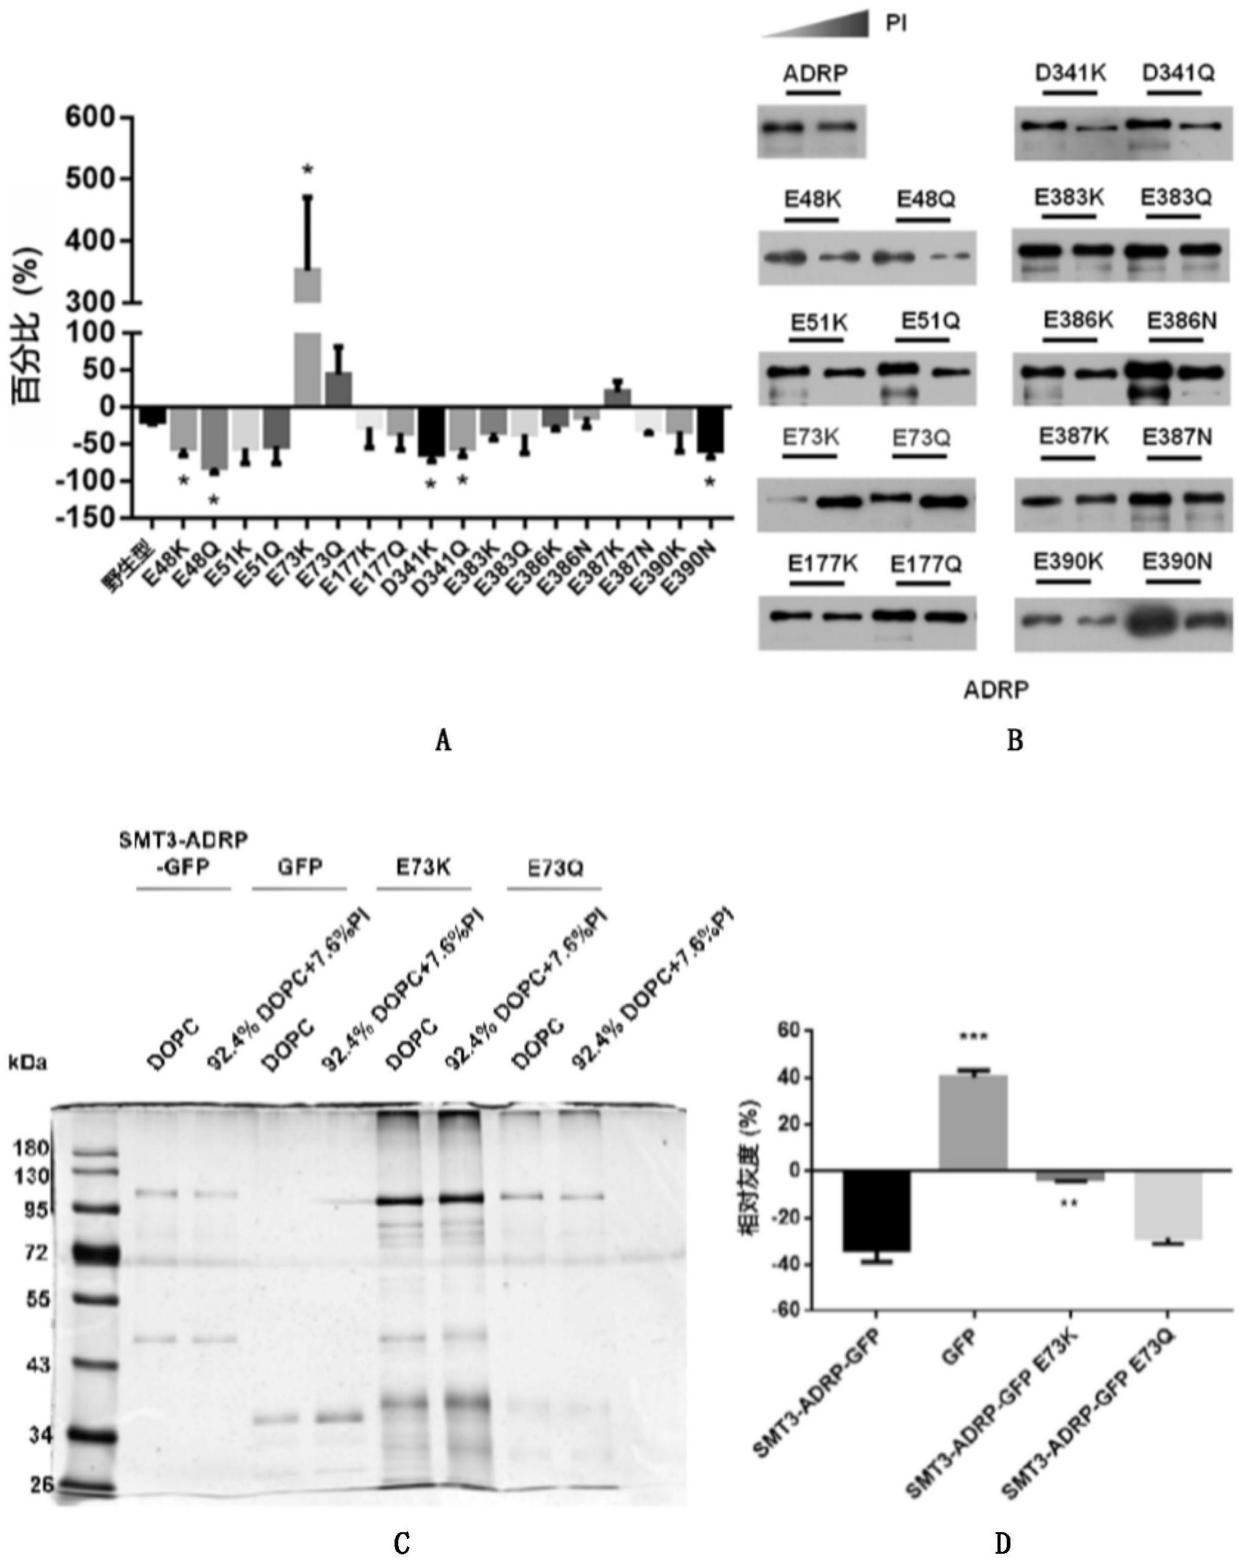 600
500
400
300
100
50
0
-50
-100
-150
百分比 (%)
*
*
*
*
*
*
野生型
E48K
E48Q
E51K
E51Q
E73K
E73Q
E177K
E177Q
D341K
D341Q
E383K
E383Q
E386K
E386N
E387K
E387N
E390K
E390N
A
PI
ADRP
D341K D341Q
E48K E48Q
E383K E383Q
E51K E51Q
E386K E386N
E73K E73Q
E387K E387N
E177K E177Q
E390K E390N
ADRP
B
SMT3-ADRP
-GFP
GFP
E73K
E73Q
DOPC
92.4% DOPC+7.6%PI
DOPC
92.4% DOPC+7.6%PI
DOPC
92.4% DOPC+7.6%PI
DOPC
92.4% DOPC+7.6%PI
kDa
180
130
95
72
55
43
34
26
C
60
40
20
0
-20
-40
-60
相对灰度 (%)
***
**
SMT3-ADRP-GFP
GFP
SMT3-ADRP-GFP E73K
SMT3-ADRP-GFP E73Q
D